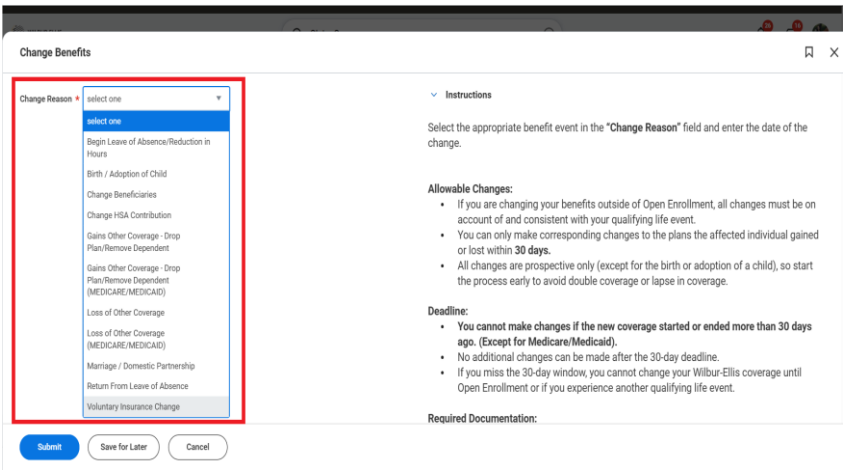 Change Benefits
Change Reason * select one
select one
Begin Leave of Absence/Reduction in
Hours
Birth / Adoption of Child
Change Beneficiaries
Change HSA Contribution
Gains Other Coverage - Drop
Plan/Remove Dependent
Gains Other Coverage - Drop
Plan/Remove Dependent
(MEDICARE/MEDICAID)
Loss of Other Coverage
Loss of Other Coverage
(MEDICARE/MEDICAID)
Marriage / Domestic Partnership
Return From Leave of Absence
Voluntary Insurance Change
Instructions
Select the appropriate benefit event in the "Change Reason" field and enter the date of the
change.
Allowable Changes:
• If you are changing your benefits outside of Open Enrollment, all changes must be on
account of and consistent with your qualifying life event.
• You can only make corresponding changes to the plans the affected individual gained
or lost within 30 days.
• All changes are prospective only (except for the birth or adoption of a child), so start
the process early to avoid double coverage or lapse in coverage.
Deadline:
• You cannot make changes if the new coverage started or ended more than 30 days
ago. (Except for Medicare/Medicaid).
• No additional changes can be made after the 30-day deadline.
• If you miss the 30-day window, you cannot change your Wilbur-Ellis coverage until
Open Enrollment or if you experience another qualifying life event.
Required Documentation:
Submit
Save for Later
Cancel